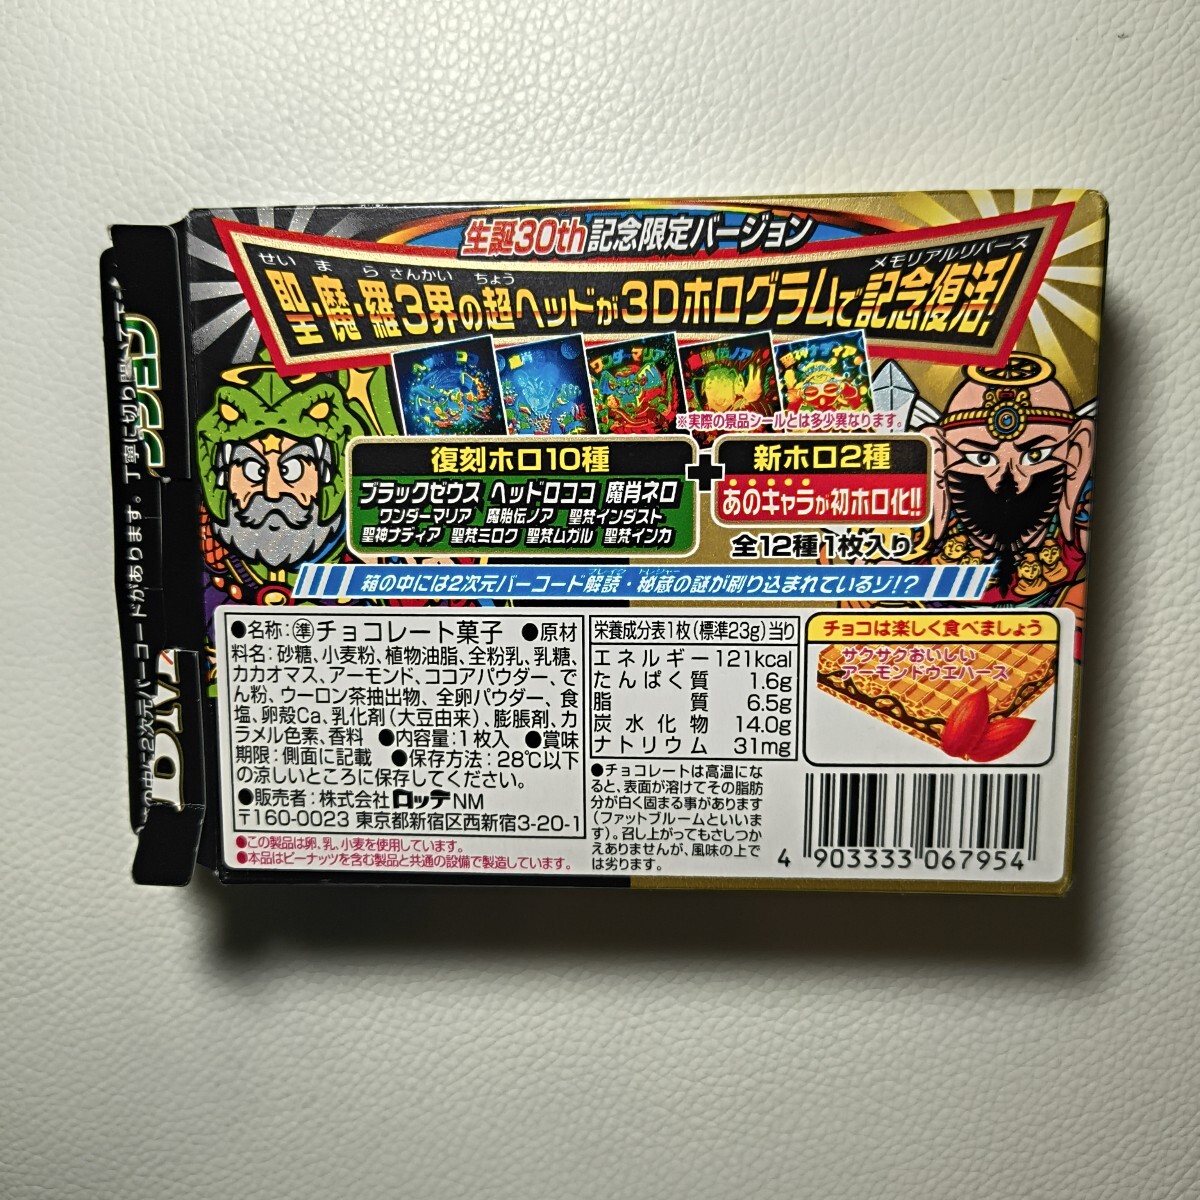 生誕30th記念限定バージョン
せいまらさんかいちょう メモリアルリバース
聖・魔・羅3界の超ヘッドが3Dホログラムで記念復活!
※実際の景品シールとは多少異なります。
復刻ホロ10種
ブラックゼウス ヘッドロココ 魔肖ネロ
ワンダーマリア 魔胎伝ノア 聖梵インダスト
聖神ナディア 聖梵ミロク 聖梵ムガル 聖梵インカ
+
新ホロ2種
あのキャラが初ホロ化!!
全12種1枚入り
ブレイク トレジャー
箱の中には2次元バーコード解読・秘蔵の謎が刷り込まれているゾ!?
●名称:㊟チョコレート菓子 ●原材
料名:砂糖、小麦粉、植物油脂、全粉乳、乳糖、
カカオマス、アーモンド、ココアパウダー、でん
粉、ウーロン茶抽出物、全卵パウダー、食
塩、卵殻Ca、乳化剤(大豆由来)、膨脹剤、カ
ラメル色素、香料 ●内容量:1枚入 ●賞味
期限:側面に記載 ●保存方法:28℃以下
の涼しいところに保存してください。
●販売者:株式会社ロッテNM
〒160-0023 東京都新宿区西新宿3-20-1
●この製品は卵、乳、小麦を使用しています。
●本品はピーナッツを含む製品と共通の設備で製造しています。
栄養成分表1枚(標準23g)当り
エネルギー 121kcal
たんぱく質 1.6g
脂質 6.5g
炭水化物 14.0g
ナトリウム 31mg
●チョコレートは高温にな
ると、表面が溶けてその脂肪
分が白く固まる事があります
(ファットブルームといいま
す)。召し上がってもさしつか
えありませんが、風味の上で
は劣ります。
チョコは楽しく食べましょう
サクサクおいしい
アーモンドウエハース
4 903333 067954